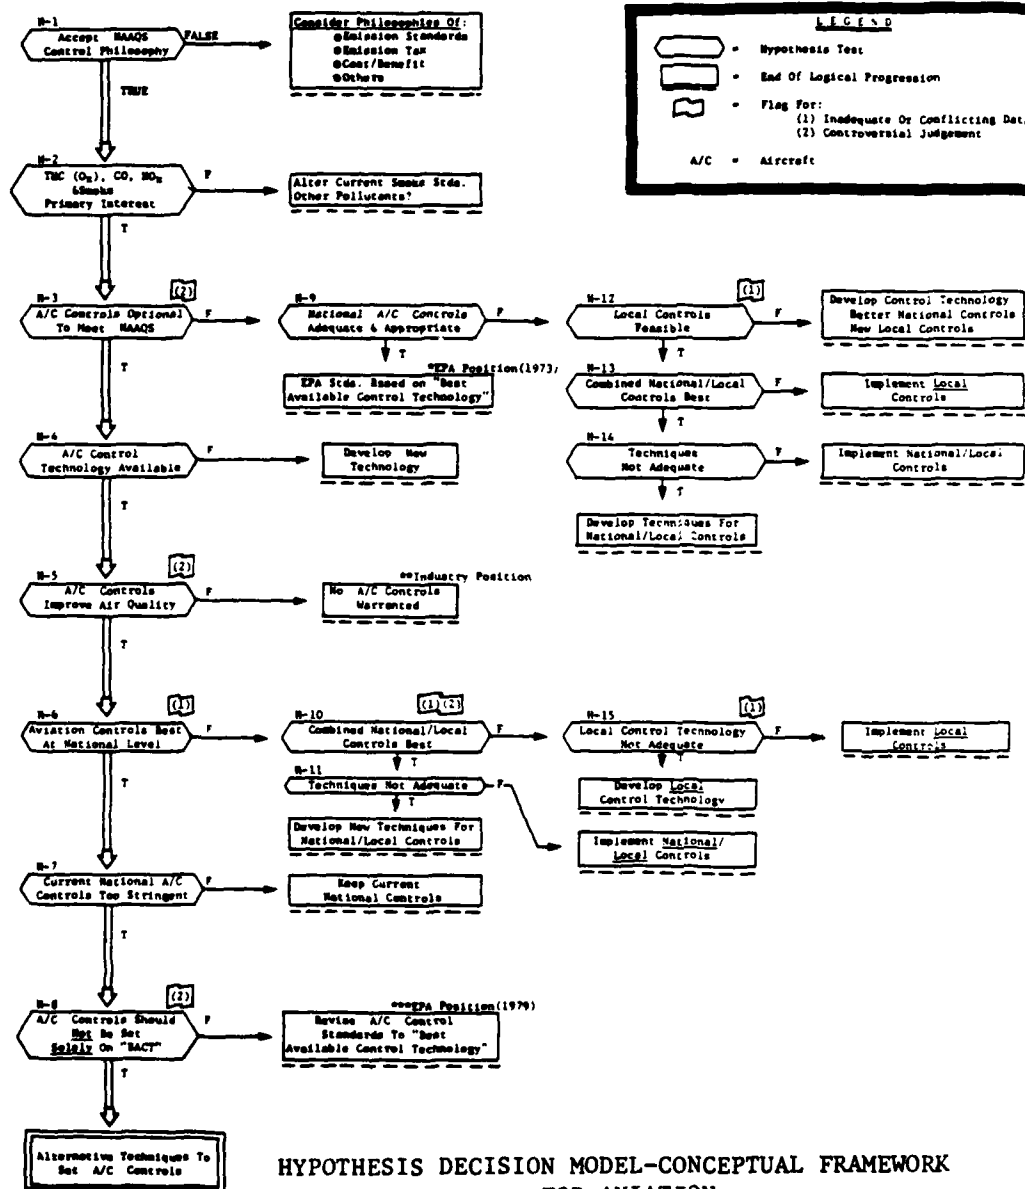 H-1
Accept NAAQS
Control Philosophy
FALSE
TRUE
Consider Philosophies Of:
Emission Standards
Emission Tax
Cost/Benefit
Others
LEGEND
= Hypothesis Test
= End Of Logical Progression
= Flag For:
(1) Inadequate Or Conflicting Dat
(2) Controversial Judgement
A/C = Aircraft
H-2
THC (Ox), CO, NOx
&Smoke
Primary Interest
F
T
Alter Current Smoke Stds.
Other Pollutants?
H-3
(2)
A/C Controls Optional
To Meet NAAQS
F
T
H-9
National A/C Controls
Adequate & Appropriate
F
T
*EPA Position(1973;
EPA Stds. Based on "Best
Available Control Technology"
H-12
(1)
Local Controls
Feasible
F
T
Develop Control Technology
Better National Controls
New Local Controls
H-13
Combined National/Local
Controls Best
F
T
Implement Local
Controls
H-4
A/C Control
Technology Available
F
T
Develop New
Technology
H-14
Techniques
Not Adequate
F
T
Implement National/Local
Controls
Develop Techniques For
National/Local Controls
H-5
(2)
A/C Controls
Improve Air Quality
F
T
**Industry Position
No A/C Controls
Warranted
H-6
(1)
Aviation Controls Best
At National Level
F
T
H-10
(1)(2)
Combined National/Local
Controls Best
F
T
H-15
(1)
Local Control Technology
Not Adequate
F
T
Implement Local
Controls
H-11
Techniques Not Adequate
F
T
Develop Local
Control Technology
Develop New Techniques For
National/Local Controls
Implement National/
Local Controls
H-7
Current National A/C
Controls Too Stringent
F
T
Keep Current
National Controls
H-8
(2)
A/C Controls Should
Not Be Set
Solely On "BACT"
F
T
***EPA Position(1979)
Revise A/C Control
Standards To "Best
Available Control Technology"
Alternative Techniques To
Set A/C Controls
HYPOTHESIS DECISION MODEL-CONCEPTUAL FRAMEWORK
FOR AVIATION